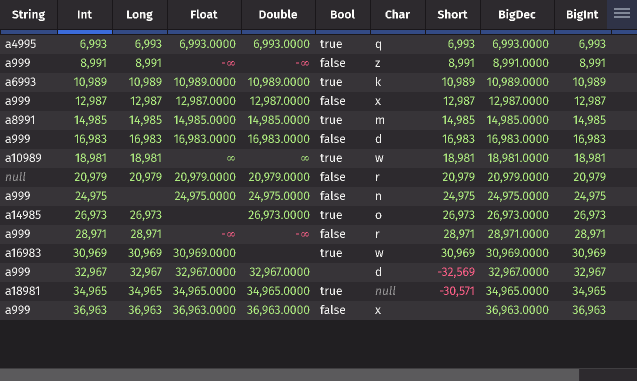 String Int Long Float Double Bool Char Short BigDec BigInt
a4995 6,993 6,993 6,993.0000 6,993.0000 true q 6,993 6,993.0000 6,993
a999 8,991 8,991 -∞ -∞ false z 8,991 8,991.0000 8,991
a6993 10,989 10,989 10,989.0000 10,989.0000 true k 10,989 10,989.0000 10,989
a999 12,987 12,987 12,987.0000 12,987.0000 false x 12,987 12,987.0000 12,987
a8991 14,985 14,985 14,985.0000 14,985.0000 true m 14,985 14,985.0000 14,985
a999 16,983 16,983 16,983.0000 16,983.0000 false d 16,983 16,983.0000 16,983
a10989 18,981 18,981 ∞ ∞ true w 18,981 18,981.0000 18,981
null 20,979 20,979 20,979.0000 20,979.0000 false r 20,979 20,979.0000 20,979
a999 24,975 24,975.0000 24,975.0000 false n 24,975 24,975.0000 24,975
a14985 26,973 26,973 26,973.0000 true o 26,973 26,973.0000 26,973
a999 28,971 28,971 -∞ -∞ false r 28,971 28,971.0000 28,971
a16983 30,969 30,969 30,969.0000 true w 30,969 30,969.0000 30,969
a999 32,967 32,967 32,967.0000 32,967.0000 d -32,569 32,967.0000 32,967
a18981 34,965 34,965 34,965.0000 34,965.0000 true null -30,571 34,965.0000 34,965
a999 36,963 36,963 36,963.0000 36,963.0000 false x 36,963.0000 36,963